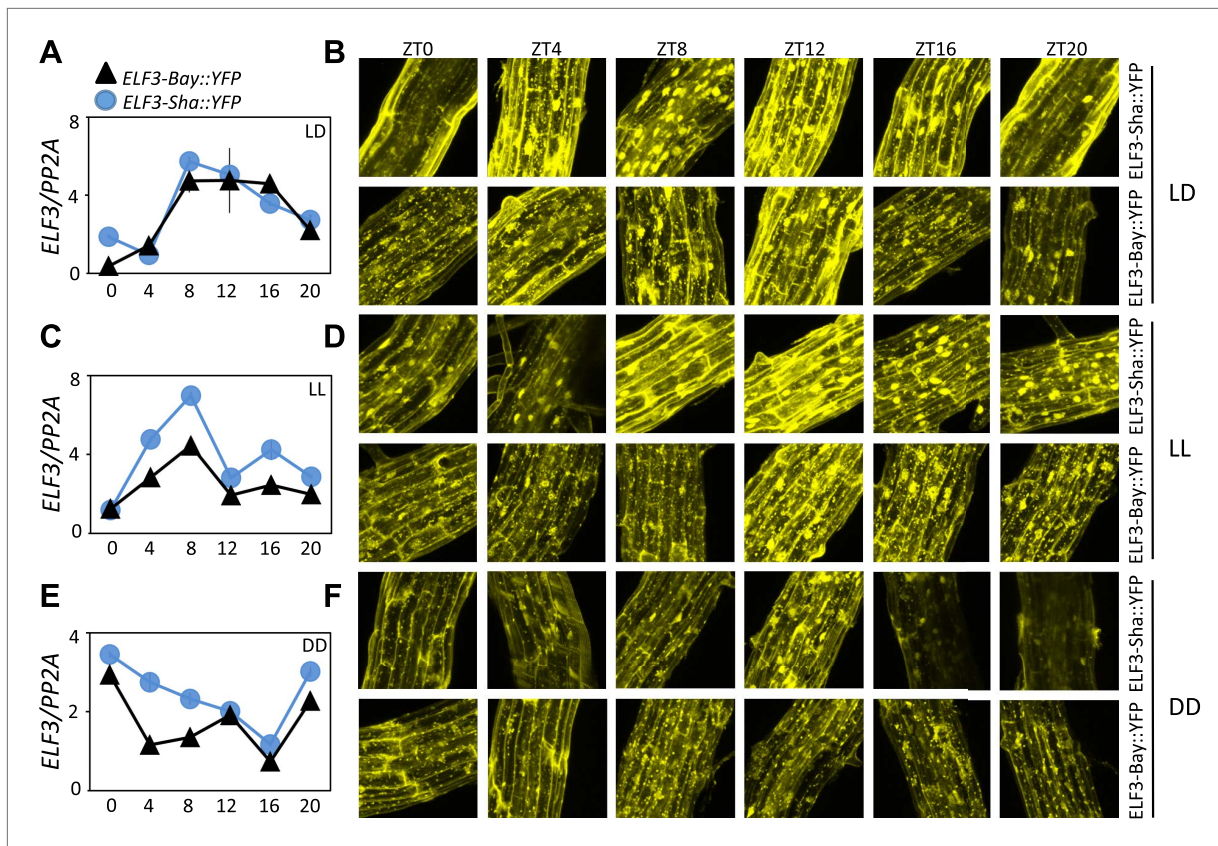 A
ELF3-Bay::YFP
ELF3-Sha::YFP
LD
8
4
0
ELF3/PP2A
0 4 8 12 16 20
B
ZT0 ZT4 ZT8 ZT12 ZT16 ZT20
ELF3-Sha::YFP
ELF3-Bay::YFP
LD
C
LL
8
4
0
ELF3/PP2A
0 4 8 12 16 20
D
ELF3-Sha::YFP
ELF3-Bay::YFP
LL
E
DD
4
2
0
ELF3/PP2A
0 4 8 12 16 20
F
ELF3-Sha::YFP
ELF3-Bay::YFP
DD